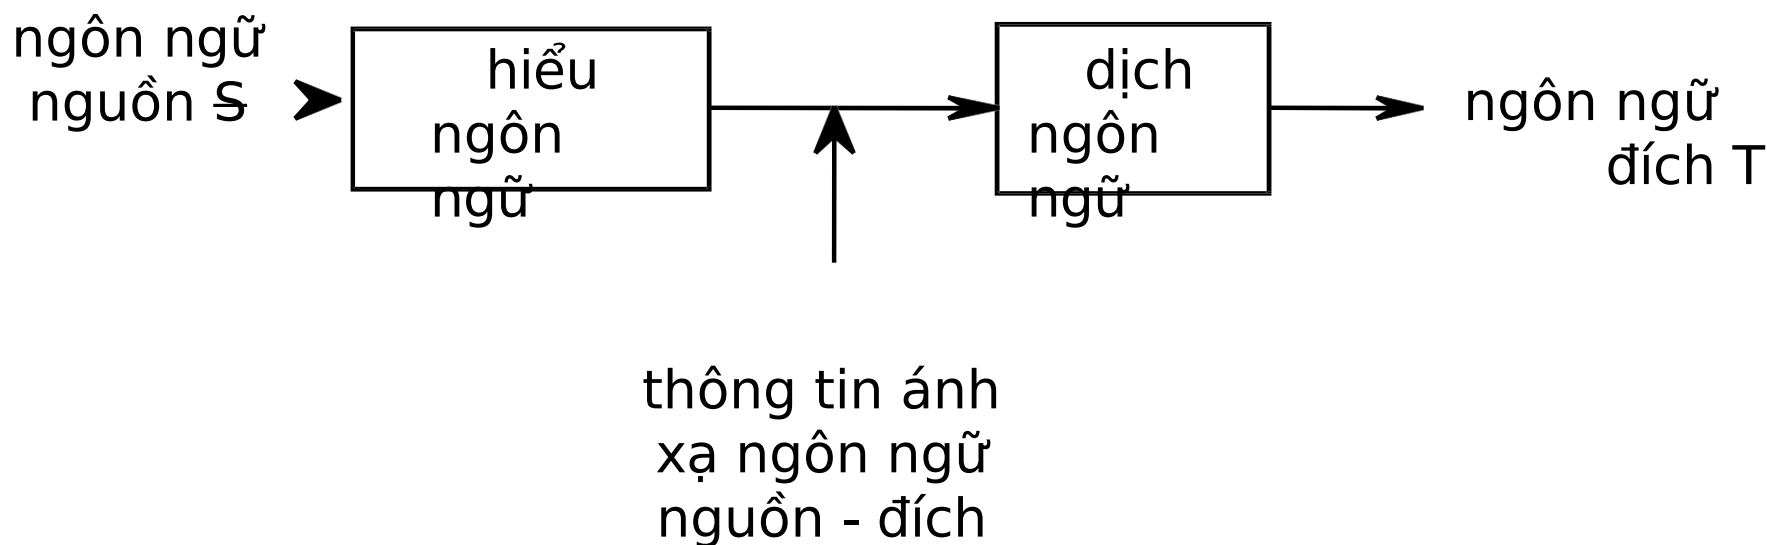 ngôn ngữ
nguồn S
hiểu
ngôn
ngữ
dịch
ngôn
ngữ
ngôn ngữ
đích T
thông tin ánh
xạ ngôn ngữ
nguồn - đích